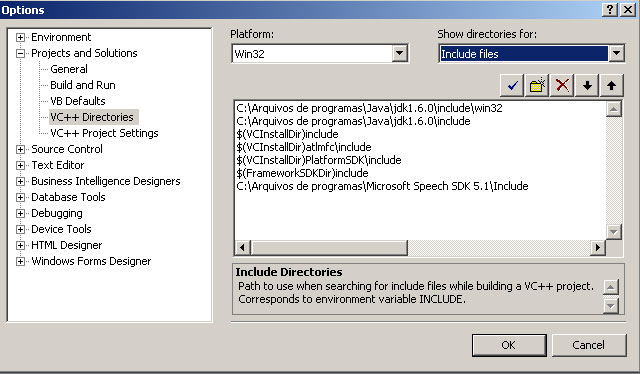 Options
Environment
Projects and Solutions
General
Build and Run
VB Defaults
VC++ Directories
VC++ Project Settings
Source Control
Text Editor
Business Intelligence Designers
Database Tools
Debugging
Device Tools
HTML Designer
Windows Forms Designer
Platform: Show directories for:
Win32 Include files
C:\Arquivos de programas\Java\jdk1.6.0\include\win32
C:\Arquivos de programas\Java\jdk1.6.0\include
$(VCInstallDir)include
$(VCInstallDir)atlmfc\include
$(VCInstallDir)PlatformSDK\include
$(FrameworkSDKDir)include
C:\Arquivos de programas\Microsoft Speech SDK 5.1\Include
Include Directories
Path to use when searching for include files while building a VC++ project.
Corresponds to environment variable INCLUDE.
OK Cancel